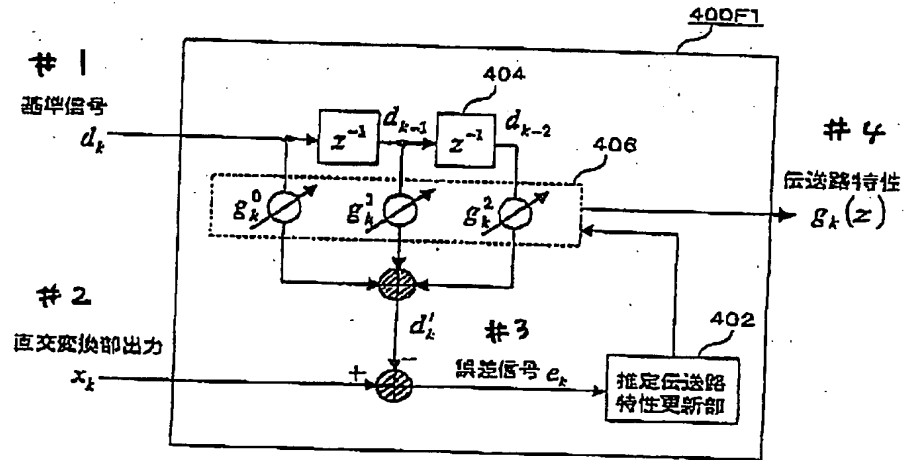 400F1
#1
基準信号
d_k
z^{-1}
d_{k-1}
404
z^{-1}
d_{k-2}
406
#4
伝送路特性
g_k(z)
g_k^0
g_k^1
g_k^2
#2
直交変換部出力
x_k
+
d'_k
−
#3
誤差信号 e_k
402
推定伝送路
特性更新部